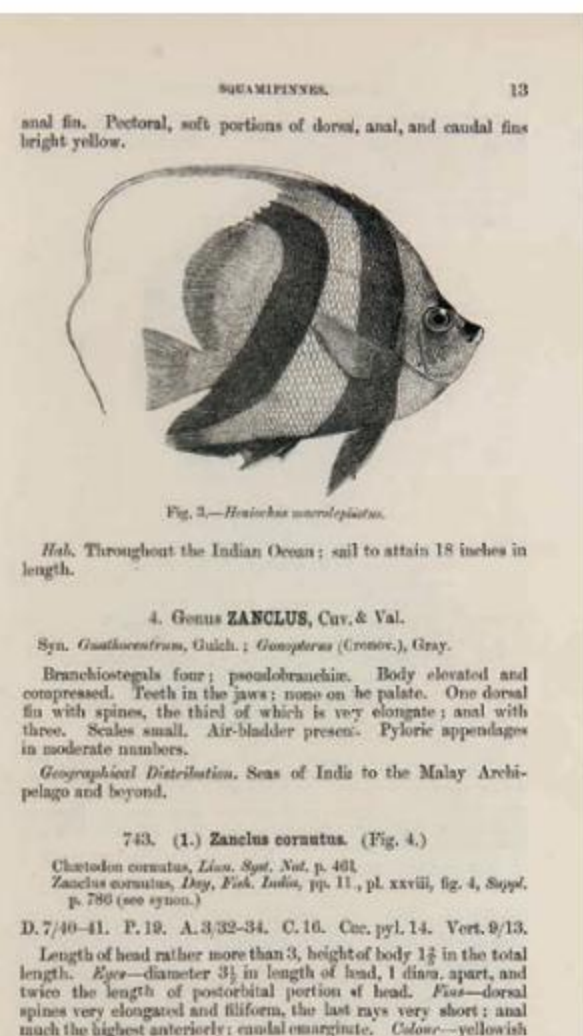 SQUAMIPINNES. 13
anal fin. Pectoral, soft portions of dorsal, anal, and caudal fins
bright yellow.
Fig. 3.—Heniochus macrolepidotus.
Hab. Throughout the Indian Ocean; said to attain 18 inches in
length.
4. Genus ZANCLUS, Cuv. & Val.
Syn. Gnathocentrum, Guich.; Gonopterus (Gronov.), Gray.
Branchiostegals four; pseudobranchiæ. Body elevated and
compressed. Teeth in the jaws; none on he palate. One dorsal
fin with spines, the third of which is very elongate; anal with
three. Scales small. Air-bladder present. Pyloric appendages
in moderate numbers.
Geographical Distribution. Seas of India to the Malay Archi-
pelago and beyond.
743. (1.) Zanclus cornutus. (Fig. 4.)
Chætodon cornutus, Linn. Syst. Nat. p. 461.
Zanclus cornutus, Day, Fish. India, pp. 11, pl. xxviii, fig. 4, Suppl.
p. 786 (see synon.)
D. 7/40-41. P. 19. A. 3/32-34. C. 16. Cæc. pyl. 14. Vert. 9/13.
Length of head rather more than 3, height of body 1⅔ in the total
length. Eyes—diameter 3½ in length of head, 1 diam. apart, and
twice the length of postorbital portion of head. Fins—dorsal
spines very elongated and filiform, the last rays very short; anal
much the highest anteriorly; caudal emarginate. Colour—yellowish